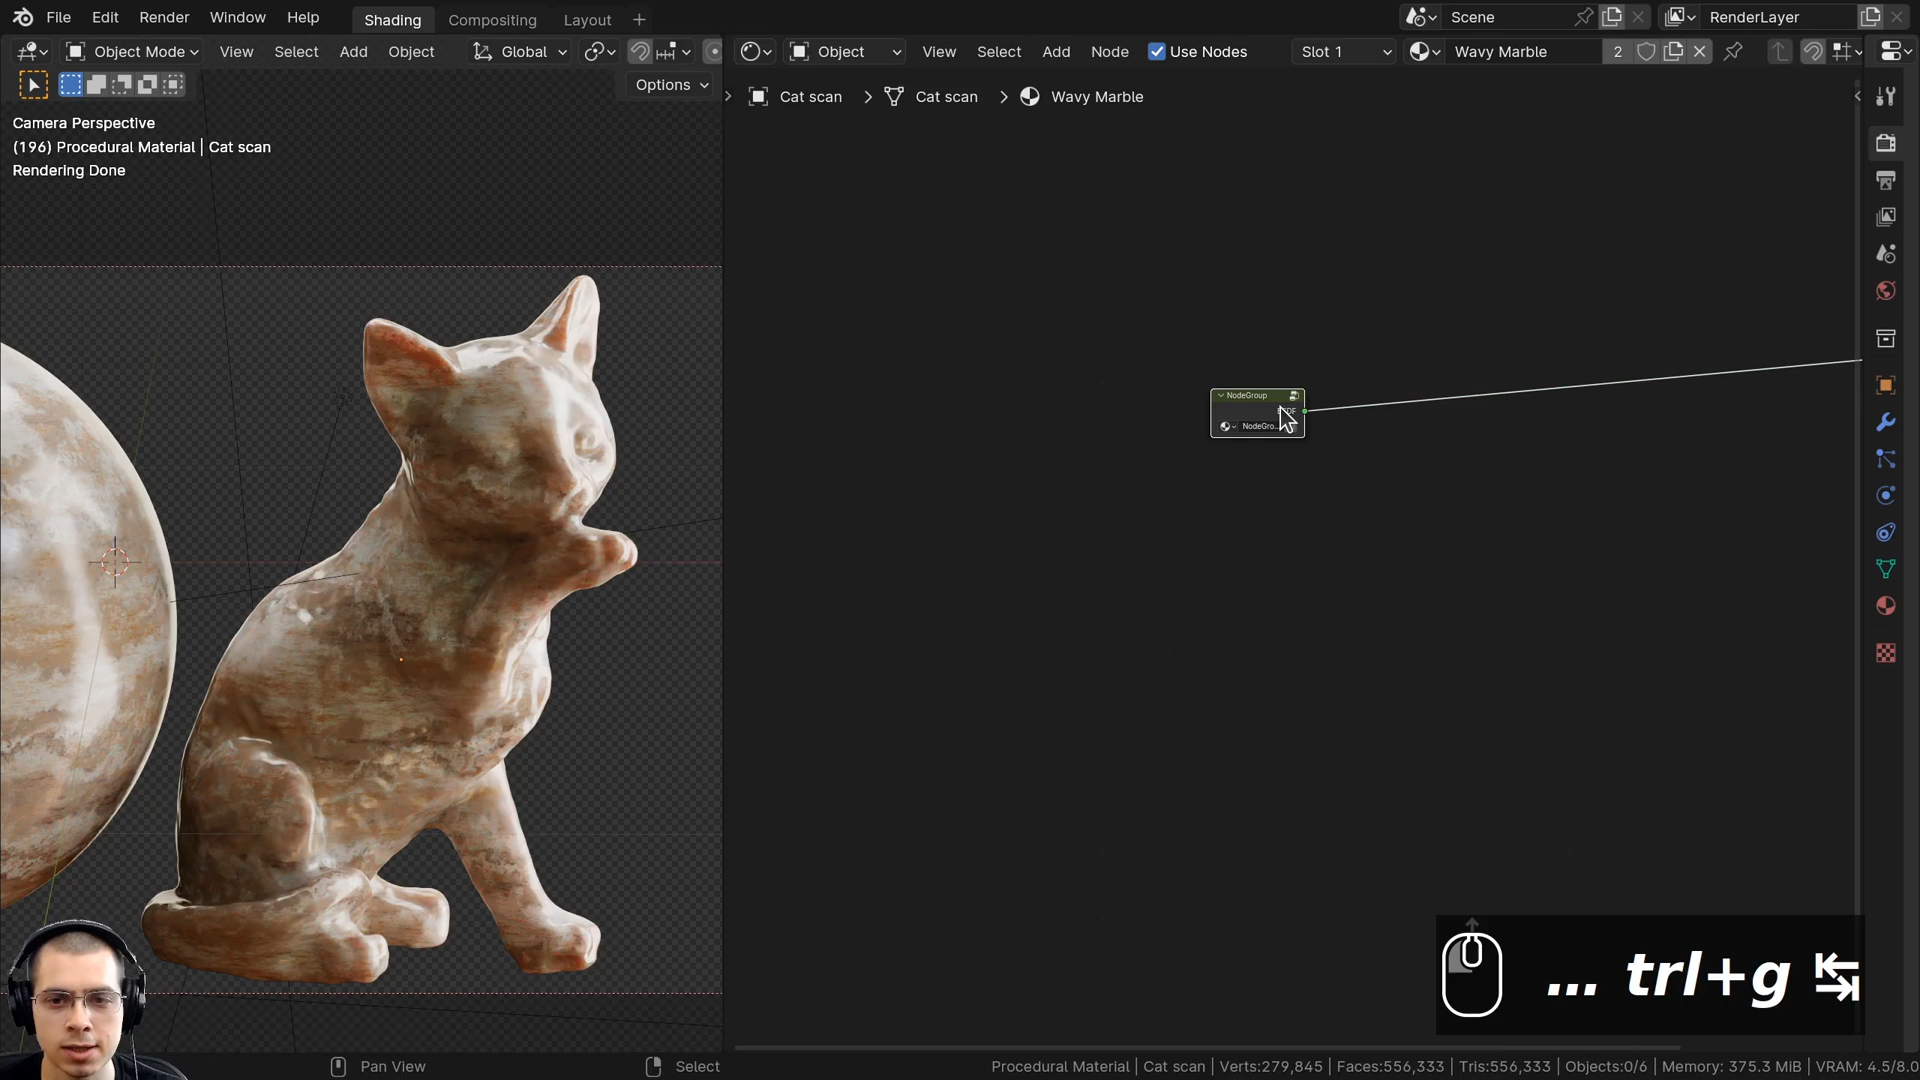 File Edit Render Window Help Shading Compositing Layout + Scene RenderLayer
Object Mode View Select Add Object Global Object View Select Add Node Use Nodes Slot 1 Wavy Marble 2
Options
Cat scan > Cat scan > Wavy Marble
Camera Perspective
(196) Procedural Material | Cat scan
Rendering Done
NodeGroup
NodeGro...
... trl+g
Pan View Select Procedural Material | Cat scan | Verts:279,845 | Faces:556,333 | Tris:556,333 | Objects:0/6 | Memory: 375.3 MiB | VRAM: 4.5/8.0